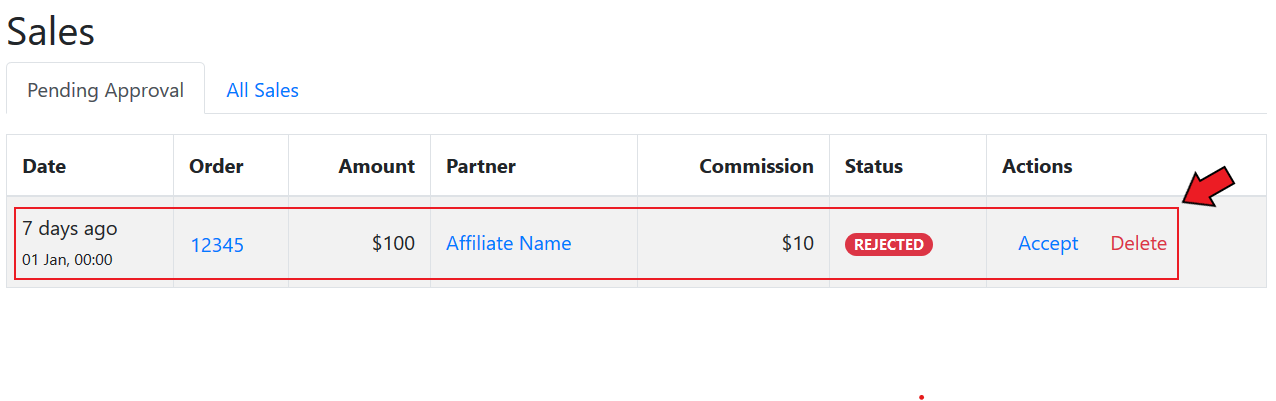 Sales
Pending Approval All Sales
Date Order Amount Partner Commission Status Actions
7 days ago 12345 $100 Affiliate Name $10 REJECTED Accept Delete
01 Jan, 00:00